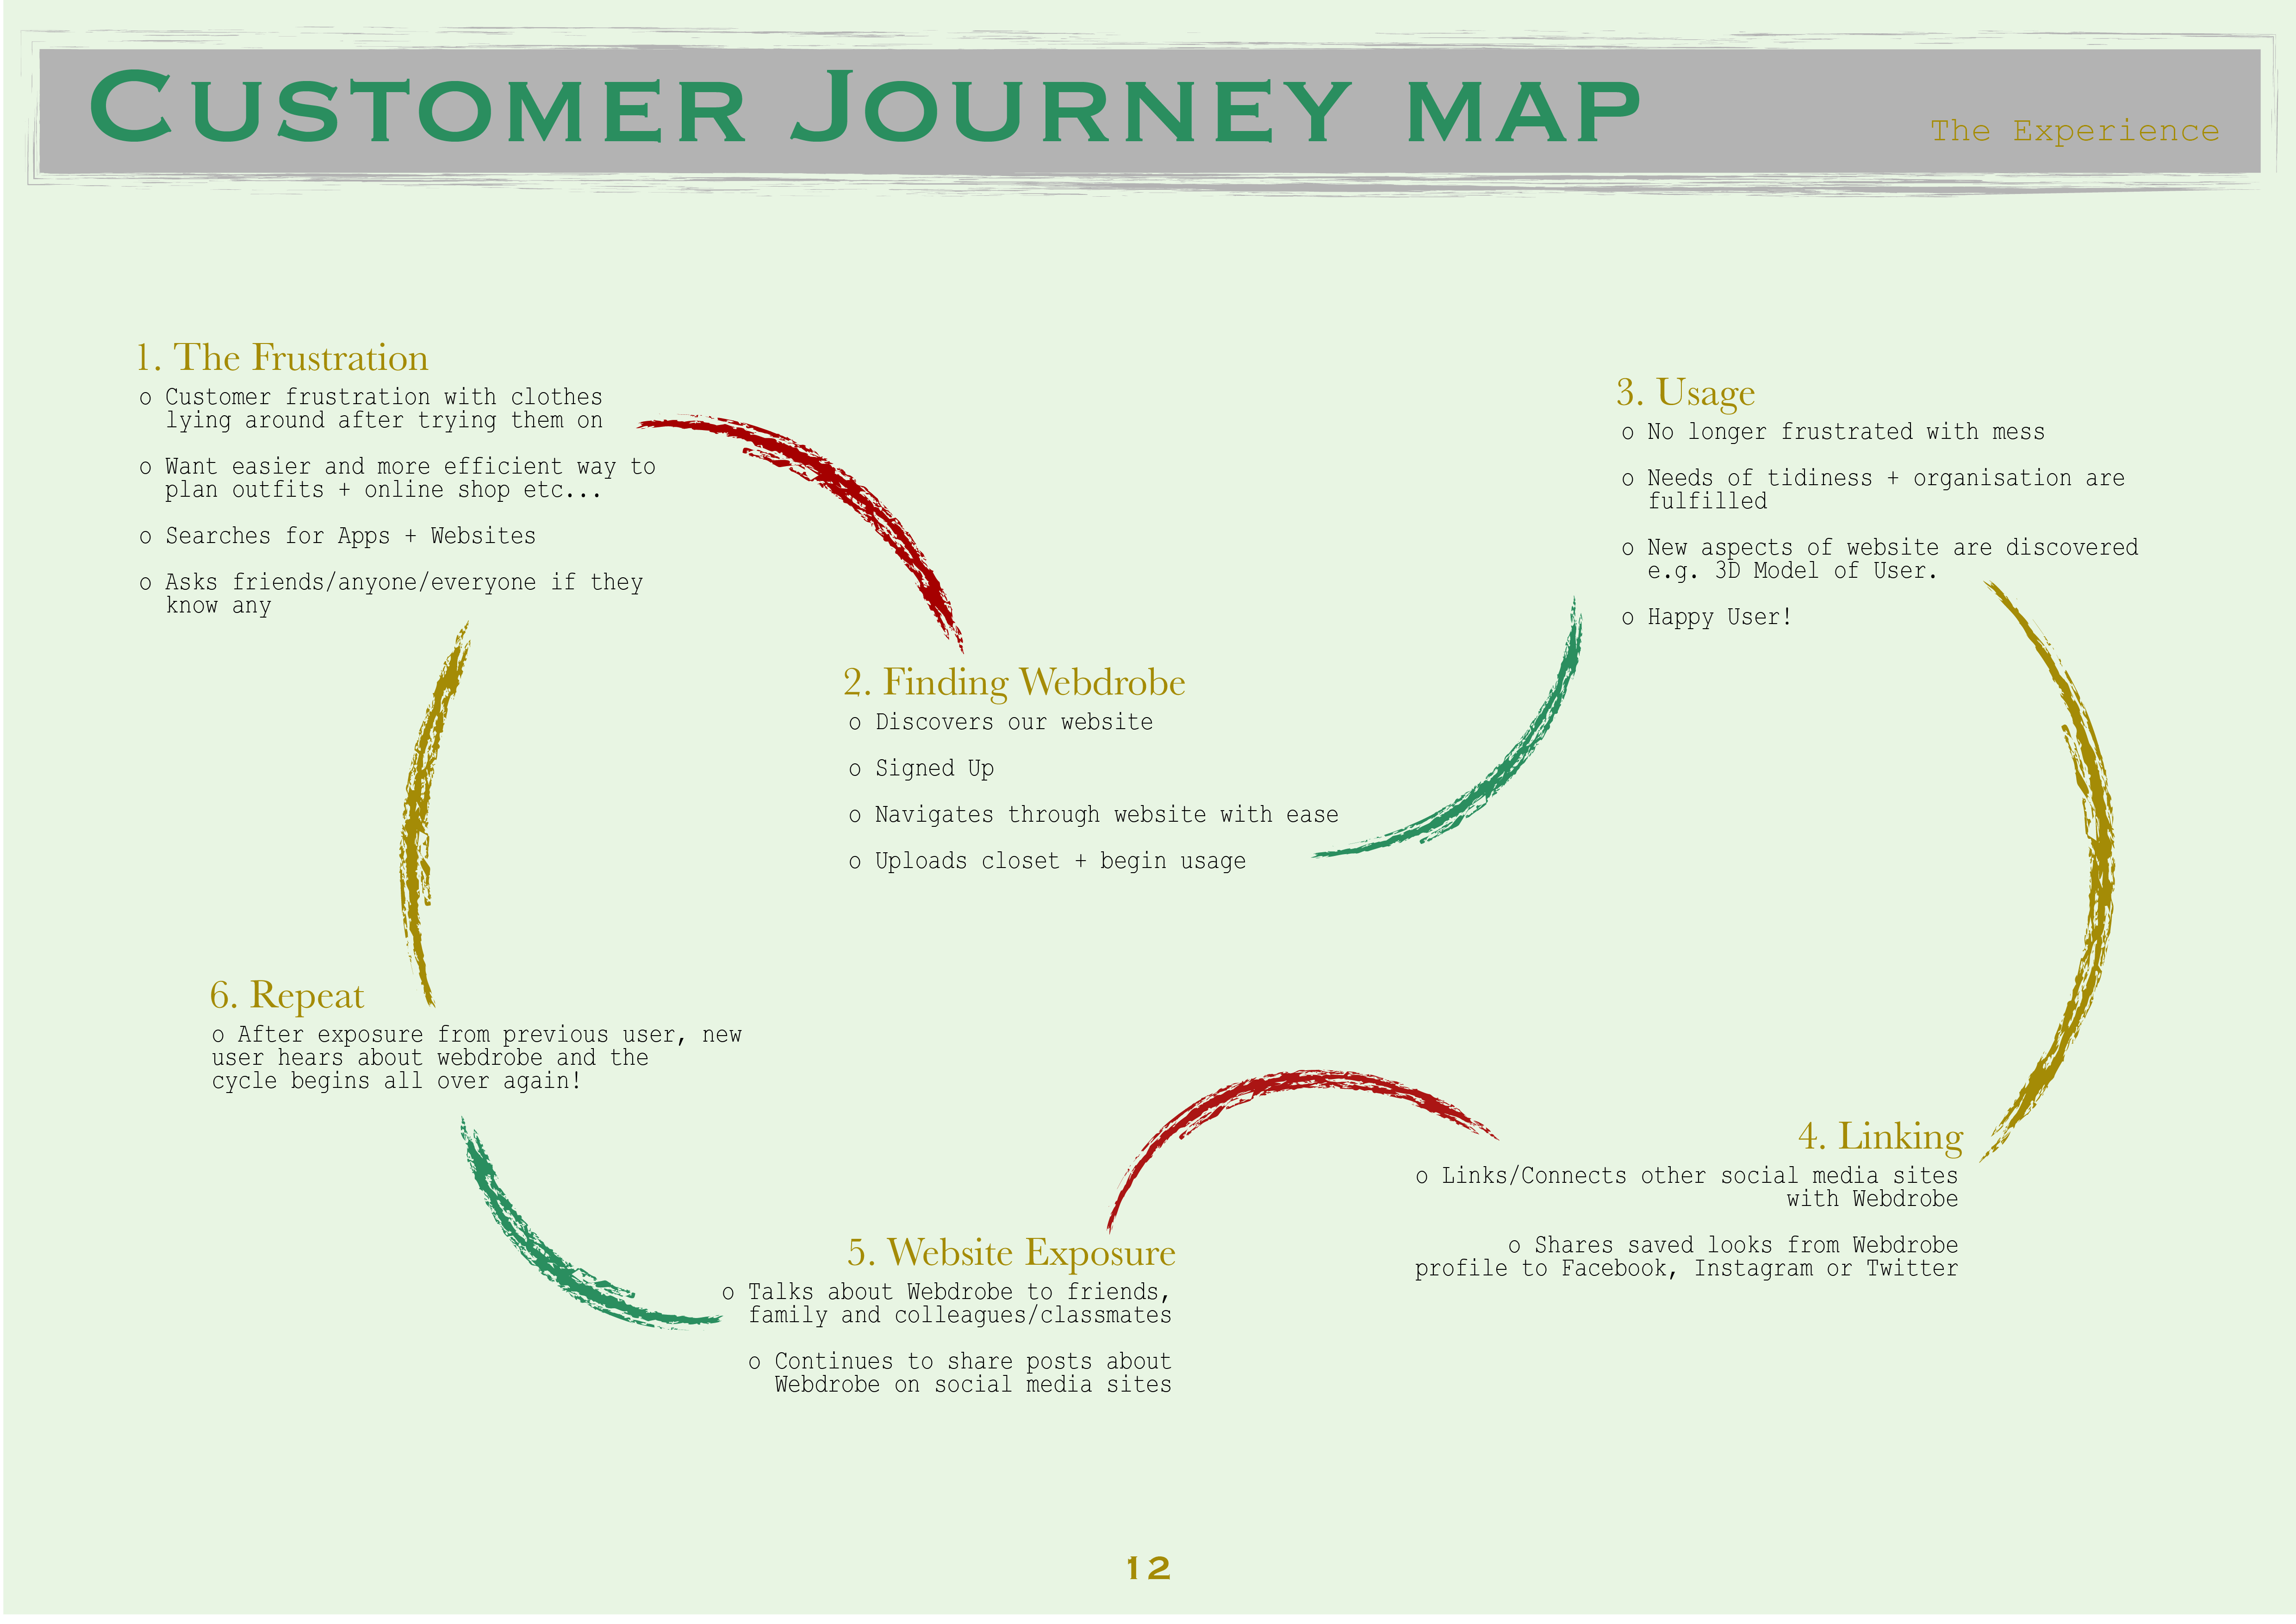 Customer Journey map
The Experience
1. The Frustration
o Customer frustration with clothes
lying around after trying them on
o Want easier and more efficient way to
plan outfits + online shop etc...
o Searches for Apps + Websites
o Asks friends/anyone/everyone if they
know any
2. Finding Webdrobe
o Discovers our website
o Signed Up
o Navigates through website with ease
o Uploads closet + begin usage
3. Usage
o No longer frustrated with mess
o Needs of tidiness + organisation are
fulfilled
o New aspects of website are discovered
e.g. 3D Model of User.
o Happy User!
4. Linking
o Links/Connects other social media sites
with Webdrobe
o Shares saved looks from Webdrobe
profile to Facebook, Instagram or Twitter
5. Website Exposure
o Talks about Webdrobe to friends,
family and colleagues/classmates
o Continues to share posts about
Webdrobe on social media sites
6. Repeat
o After exposure from previous user, new
user hears about webdrobe and the
cycle begins all over again!
12